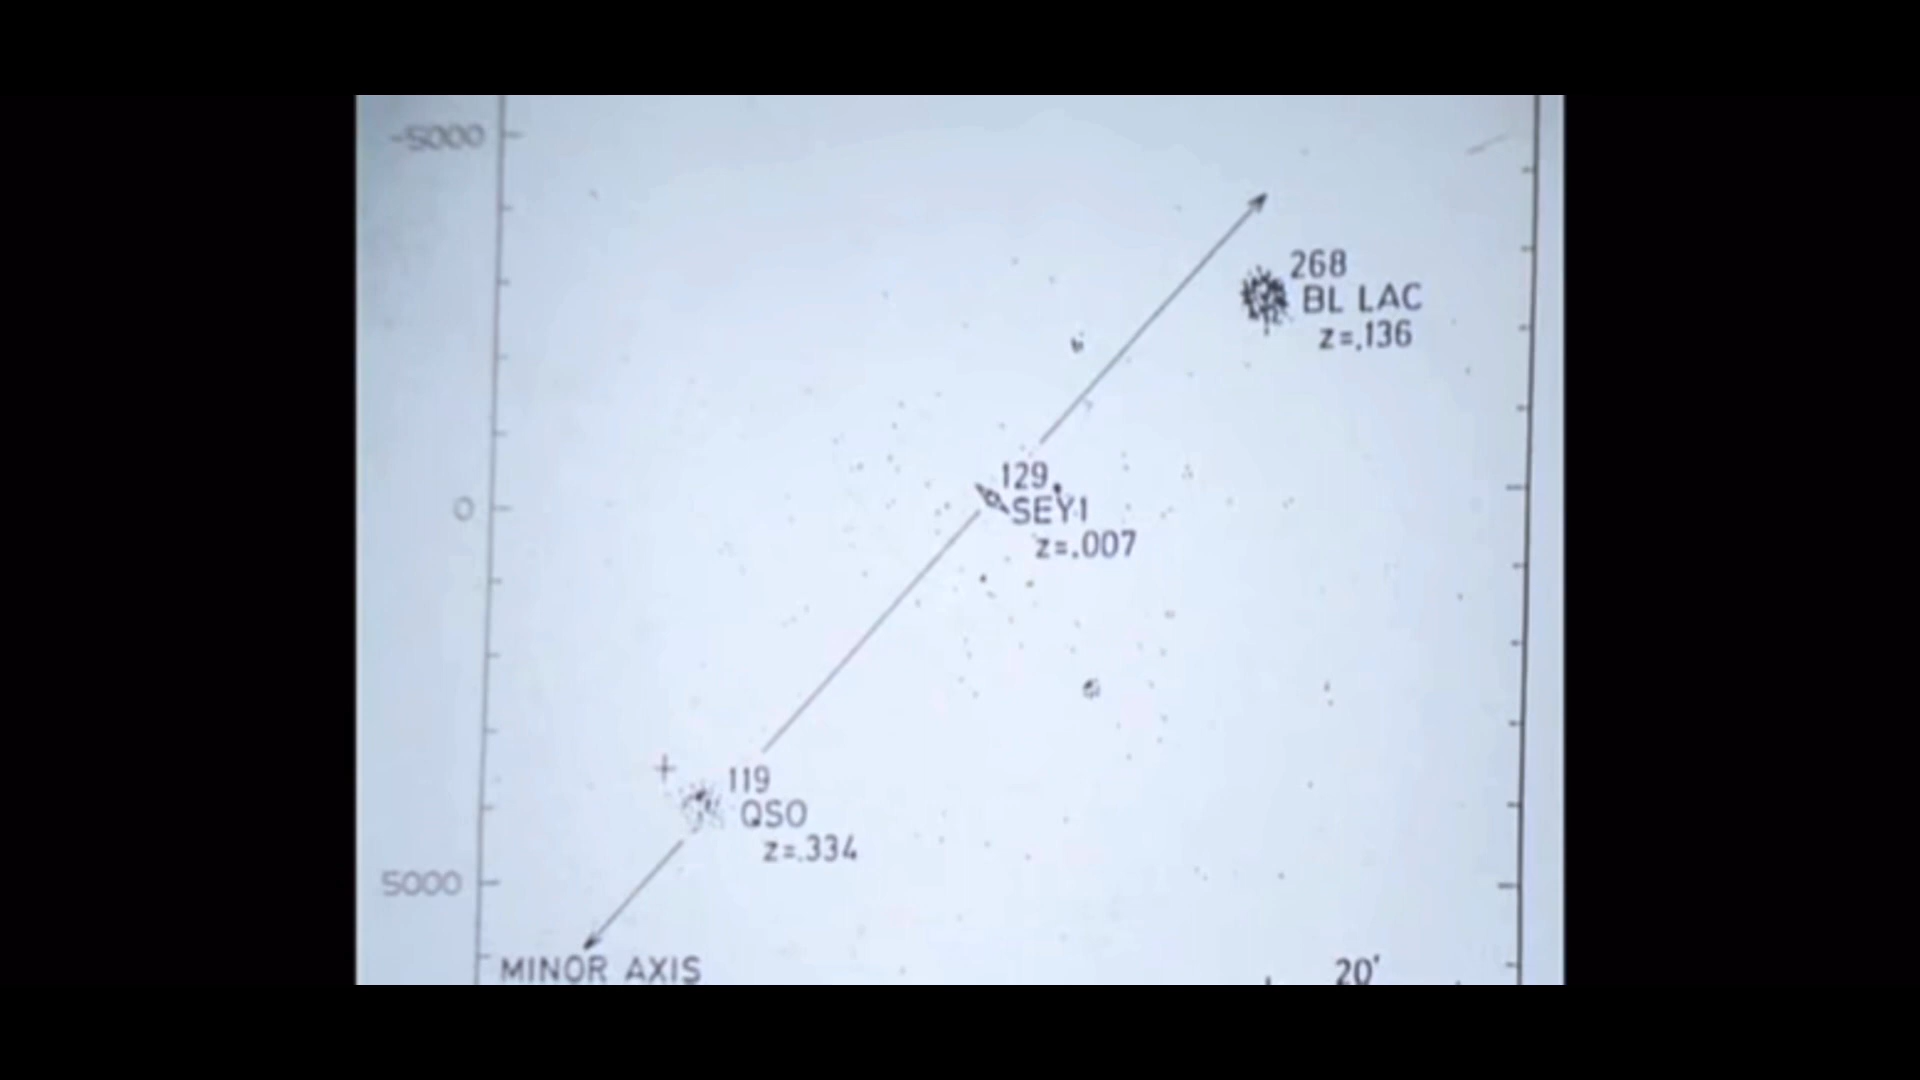 -5000
268
BL LAC
z=.136
129
SEY1
z=.007
0
119
QSO
z=.334
5000
MINOR AXIS
20'